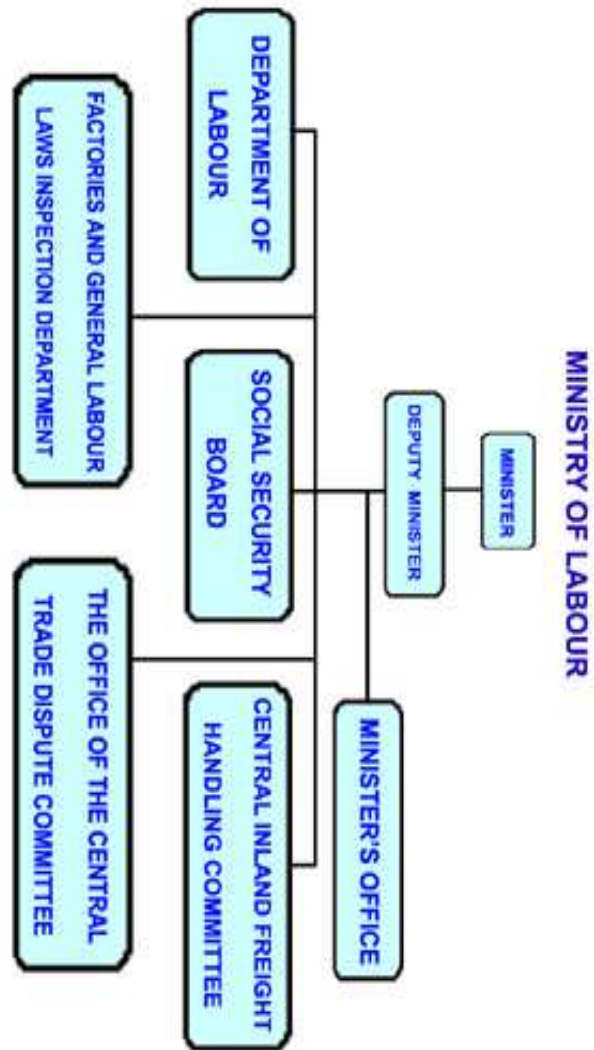 MINISTRY OF LABOUR
MINISTER
DEPUTY MINISTER
MINISTER'S OFFICE
DEPARTMENT OF
LABOUR
SOCIAL SECURITY
BOARD
CENTRAL INLAND FREIGHT
HANDLING COMMITTEE
FACTORIES AND GENERAL LABOUR
LAWS INSPECTION DEPARTMENT
THE OFFICE OF THE CENTRAL
TRADE DISPUTE COMMITTEE